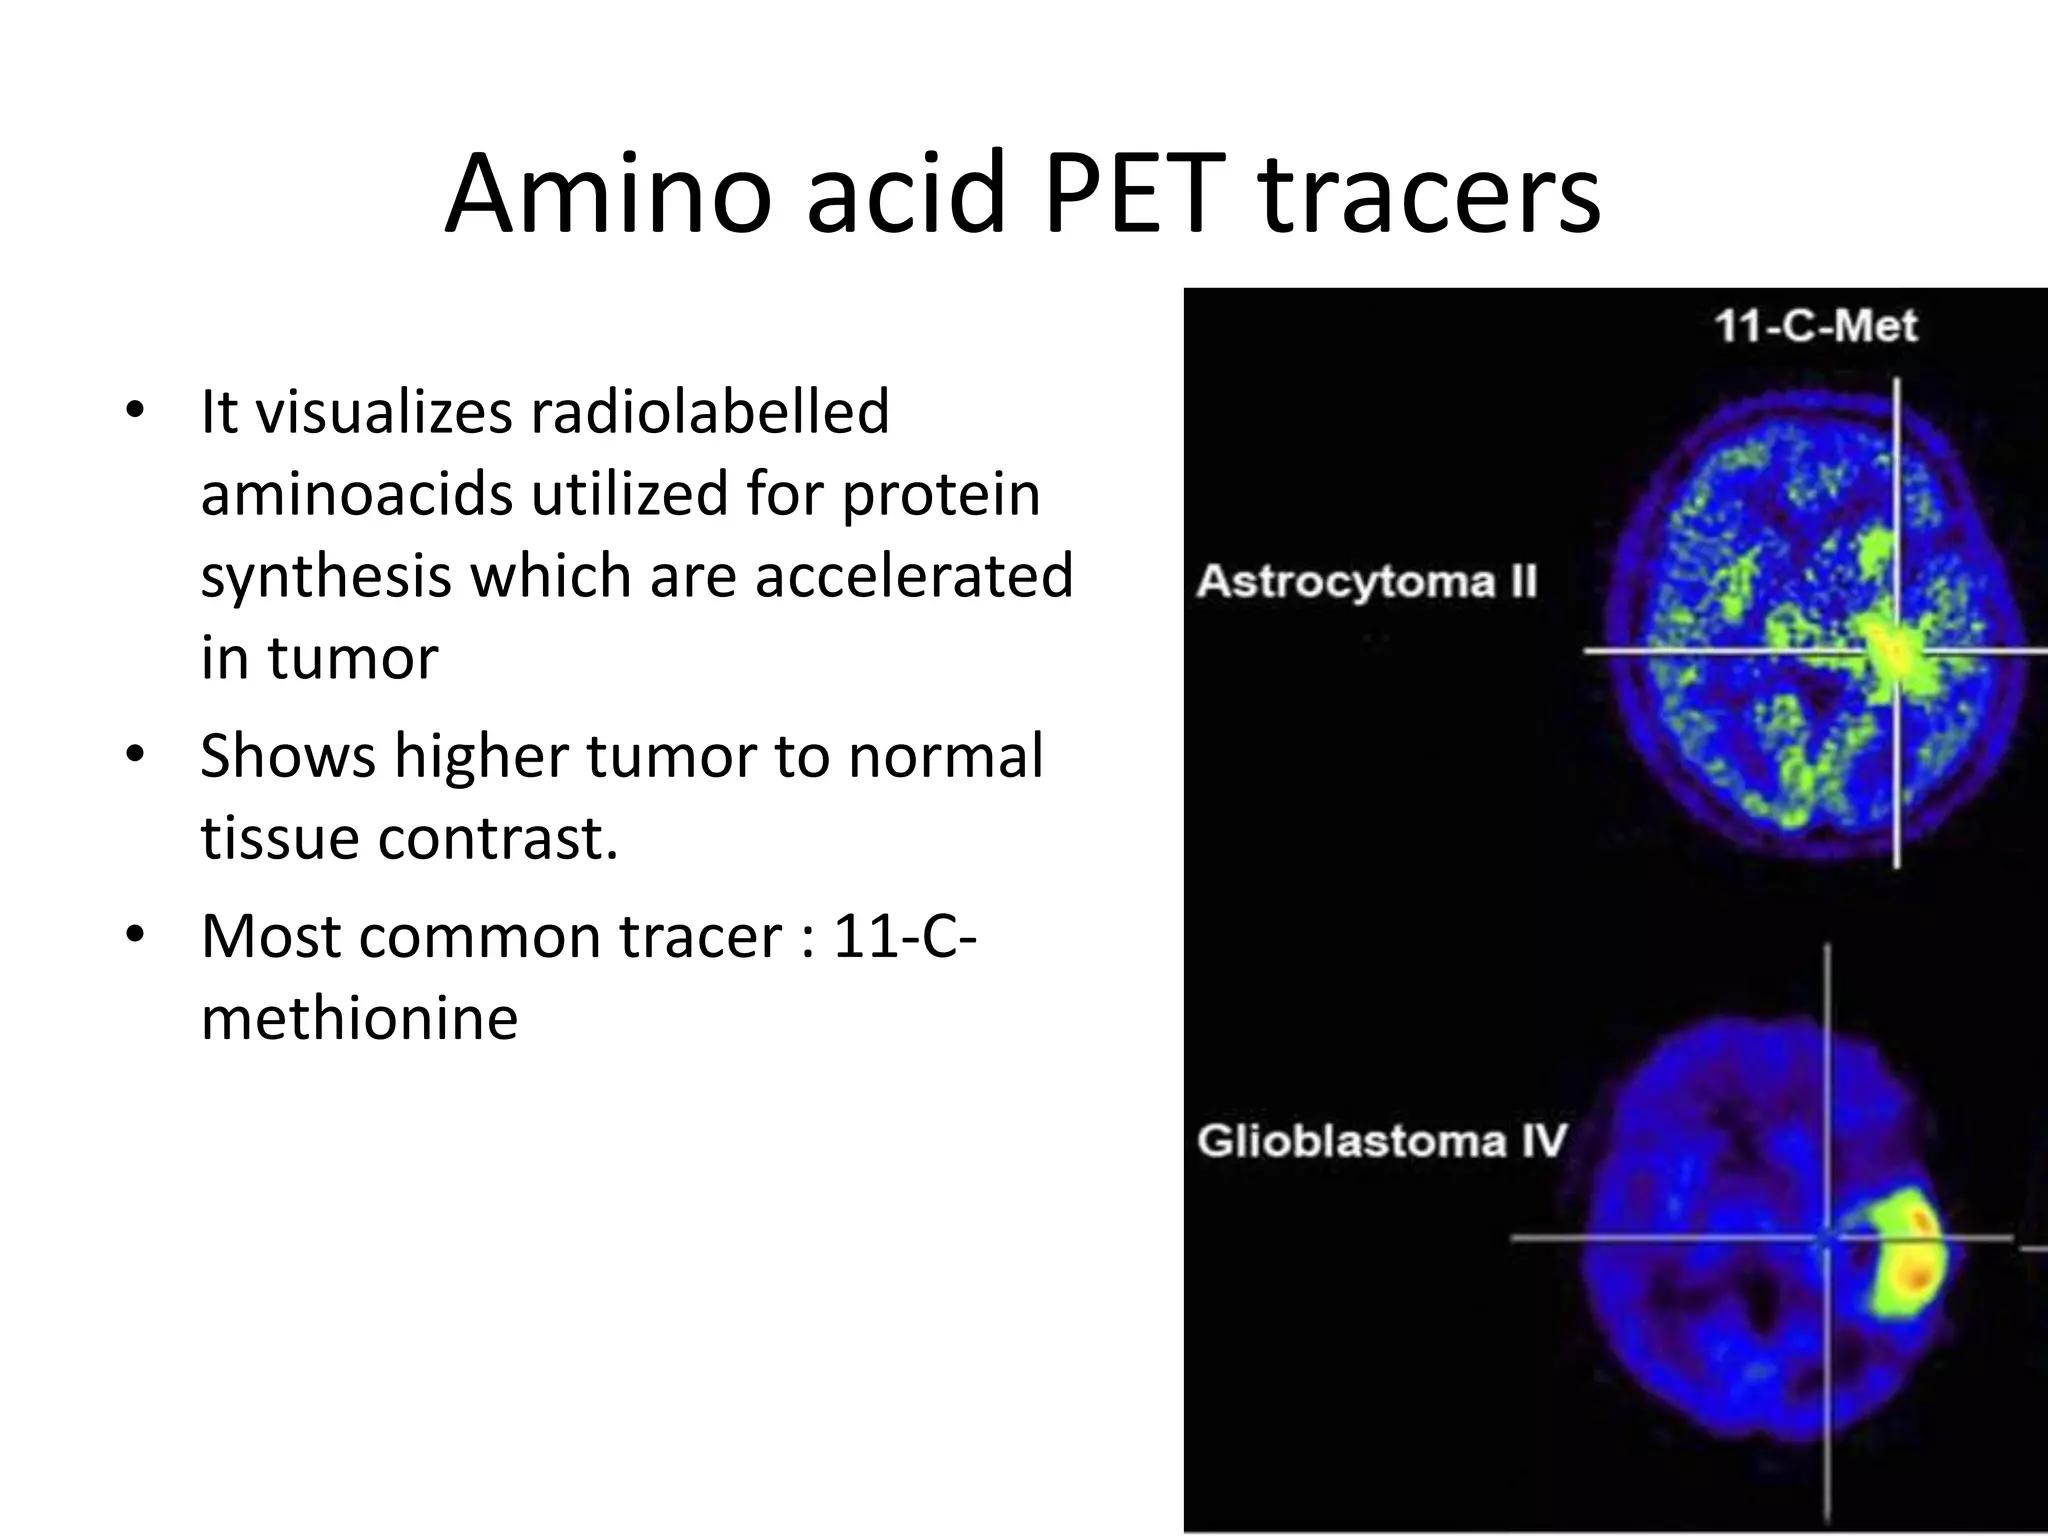 Amino acid PET tracers
• It visualizes radiolabelled
aminoacids utilized for protein
synthesis which are accelerated
in tumor
• Shows higher tumor to normal
tissue contrast.
• Most common tracer : 11-C-
methionine
11-C-Met
Astrocytoma II
Glioblastoma IV